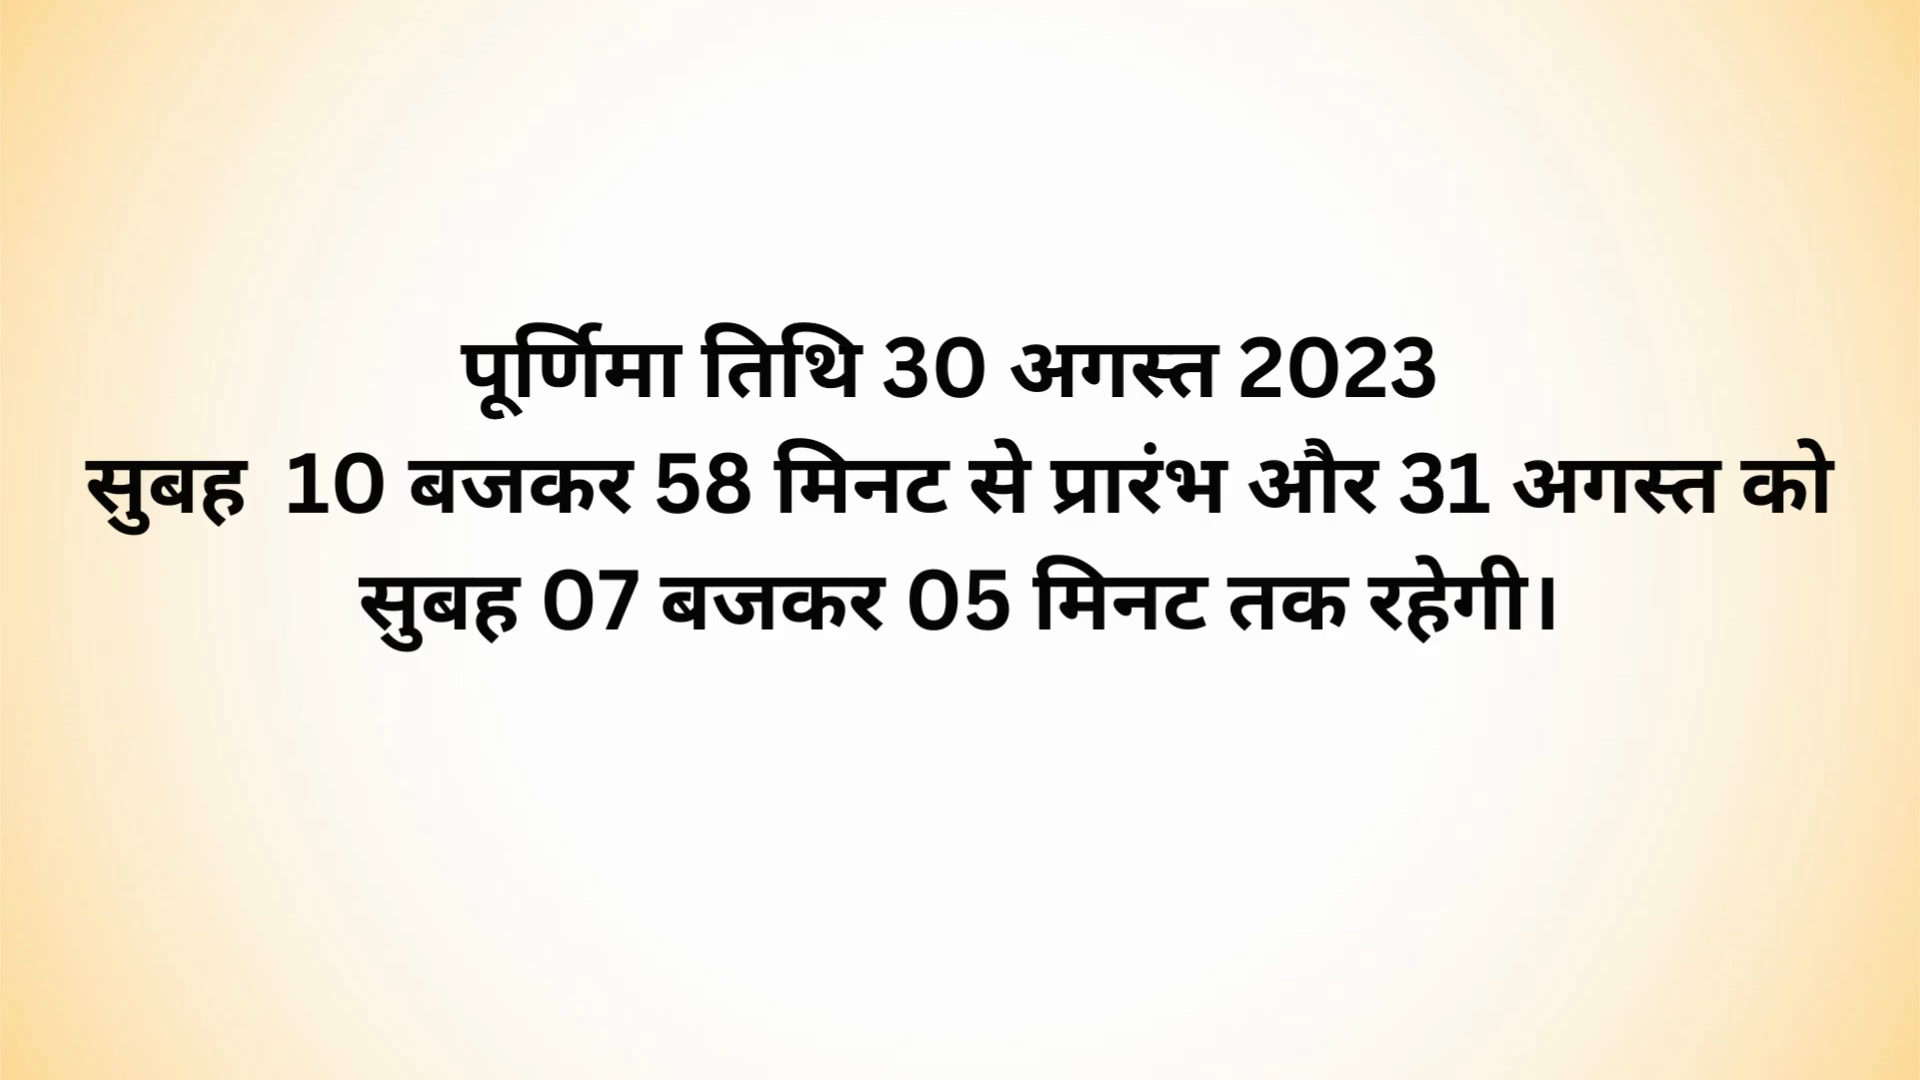 पूर्णिमा तिथि 30 अगस्त 2023
सुबह 10 बजकर 58 मिनट से प्रारंभ और 31 अगस्त को
सुबह 07 बजकर 05 मिनट तक रहेगी।